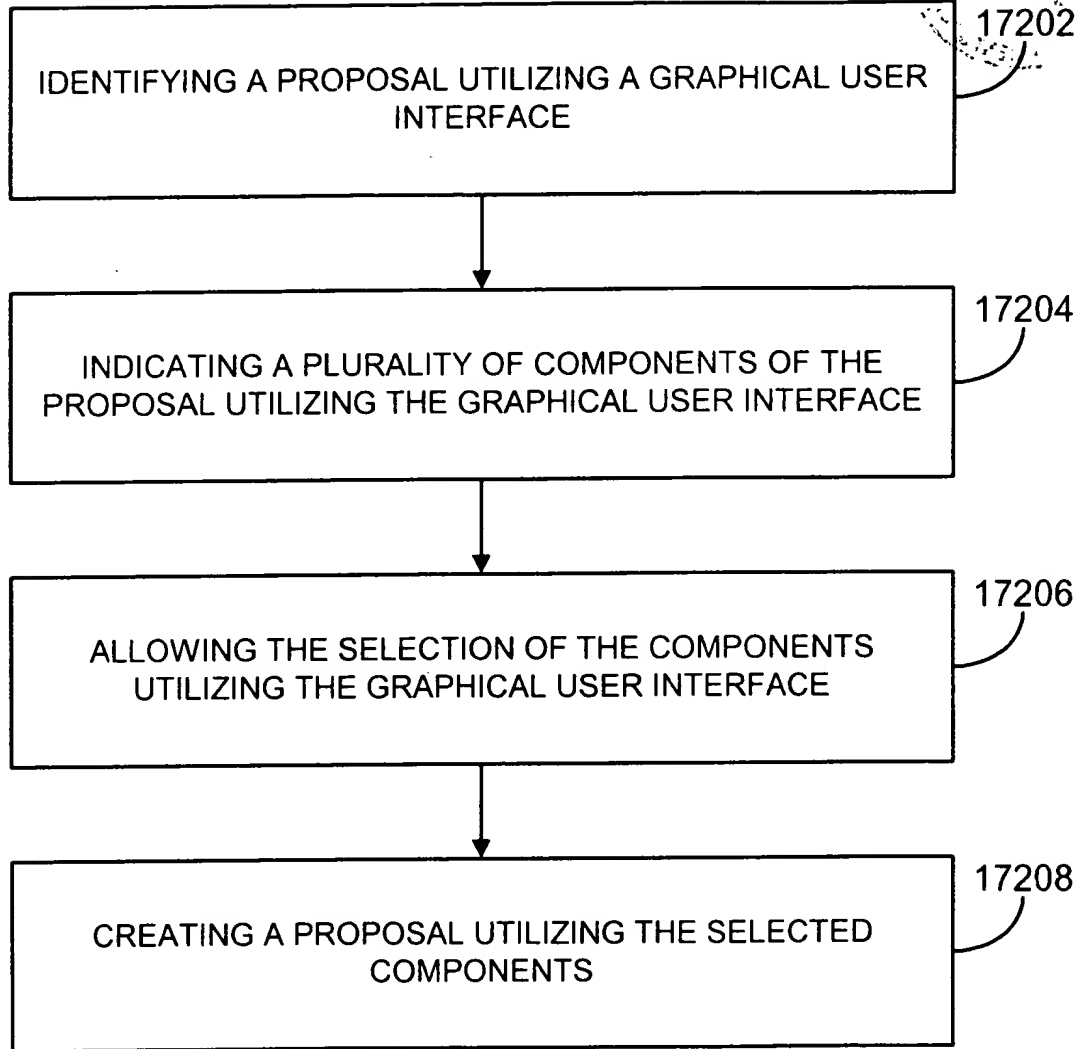 17202
IDENTIFYING A PROPOSAL UTILIZING A GRAPHICAL USER
INTERFACE
17204
INDICATING A PLURALITY OF COMPONENTS OF THE
PROPOSAL UTILIZING THE GRAPHICAL USER INTERFACE
17206
ALLOWING THE SELECTION OF THE COMPONENTS
UTILIZING THE GRAPHICAL USER INTERFACE
17208
CREATING A PROPOSAL UTILIZING THE SELECTED
COMPONENTS